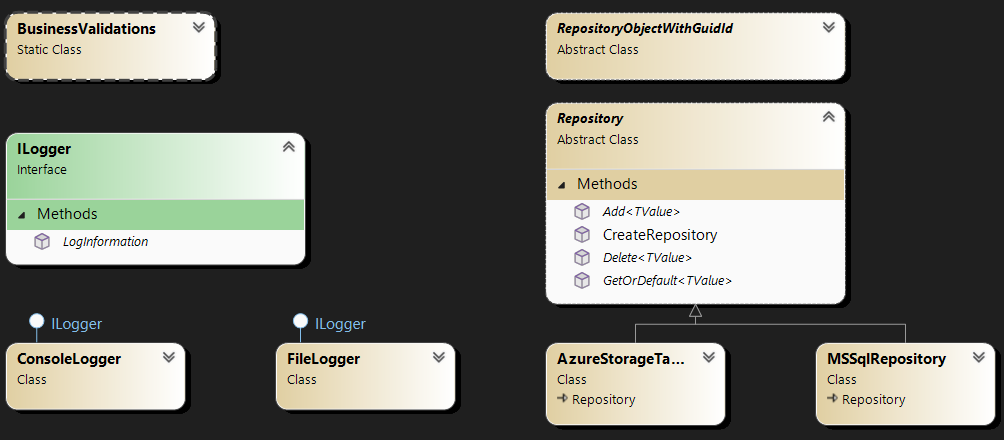 BusinessValidations
Static Class
ILogger
Interface
Methods
LogInformation
ILogger
ConsoleLogger
Class
ILogger
FileLogger
Class
RepositoryObjectWithGuidId
Abstract Class
Repository
Abstract Class
Methods
Add<TValue>
CreateRepository
Delete<TValue>
GetOrDefault<TValue>
AzureStorageTa...
Class
Repository
MSSqlRepository
Class
Repository